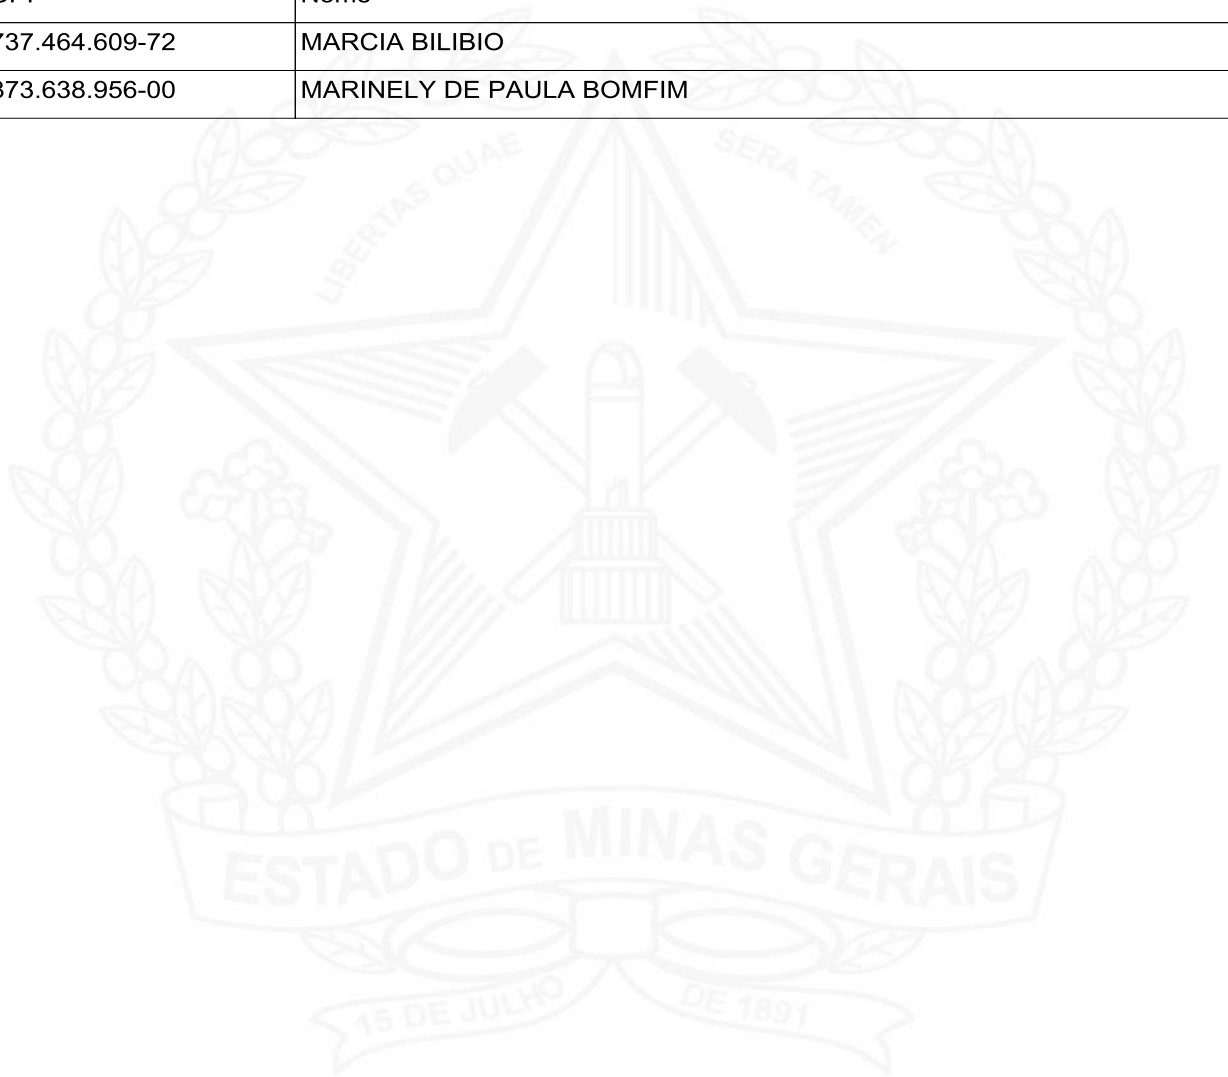 737.464.609-72 MARCIA BILIBIO
873.638.956-00 MARINELY DE PAULA BOMFIM
LIBERTAS QUAE SERA TAMEN
ESTADO DE MINAS GERAIS
15 DE JULHO DE 1891